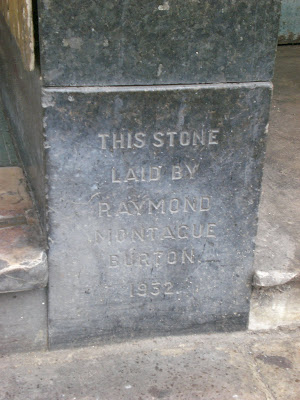 THIS STONE
LAID BY
RAYMOND
MONTAGUE
BURTON.
1932.